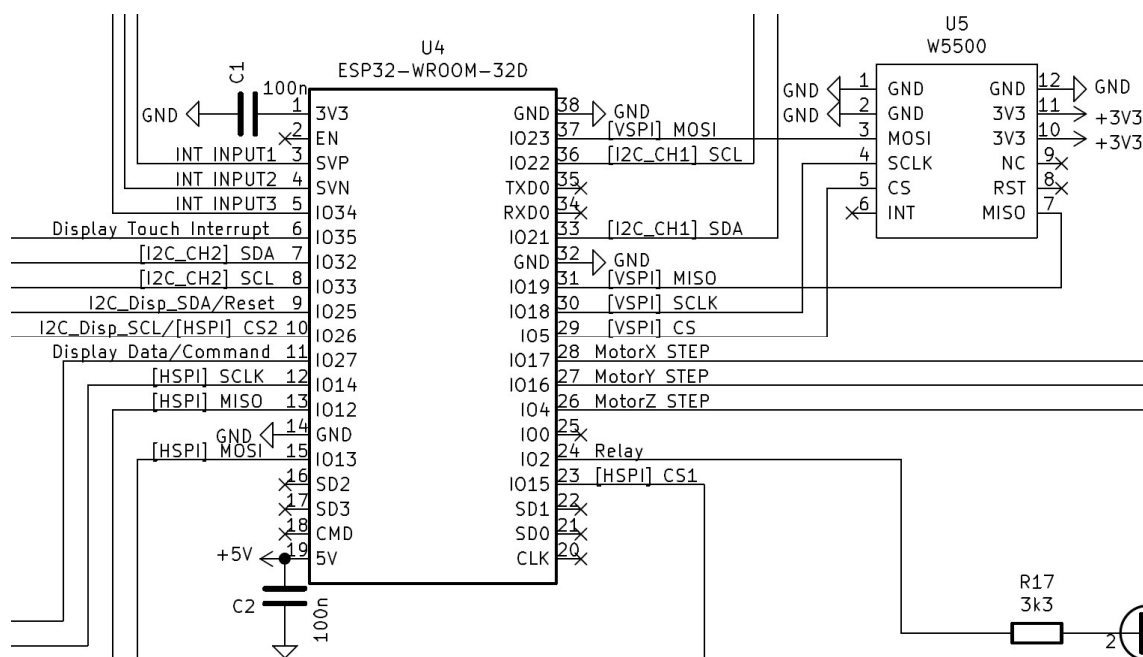 U4
ESP32-WROOM-32D
C1
100n
GND
1 3V3
2 EN
INT INPUT1 3 SVP
INT INPUT2 4 SVN
INT INPUT3 5 IO34
Display Touch Interrupt 6 IO35
[I2C_CH2] SDA 7 IO32
[I2C_CH2] SCL 8 IO33
I2C_Disp_SDA/Reset 9 IO25
I2C_Disp_SCL/[HSPI] CS2 10 IO26
Display Data/Command 11 IO27
[HSPI] SCLK 12 IO14
[HSPI] MISO 13 IO12
GND 14 GND
[HSPI] MOSI 15 IO13
16 SD2
17 SD3
18 CMD
+5V 19 5V
C2
100n
GND 38 GND
IO23 37 [VSPI] MOSI
IO22 36 [I2C_CH1] SCL
TXD0 35
RXD0 34
IO21 33 [I2C_CH1] SDA
GND 32 GND
IO19 31 [VSPI] MISO
IO18 30 [VSPI] SCLK
IO5 29 [VSPI] CS
IO17 28 MotorX STEP
IO16 27 MotorY STEP
IO4 26 MotorZ STEP
IO0 25
IO2 24 Relay
IO15 23 [HSPI] CS1
SD1 22
SD0 21
CLK 20
U5
W5500
GND 1 GND
GND 2 GND
3 MOSI
4 SCLK
5 CS
6 INT
GND 12 GND
3V3 11 +3V3
3V3 10 +3V3
NC 9
RST 8
MISO 7
R17
3k3
2